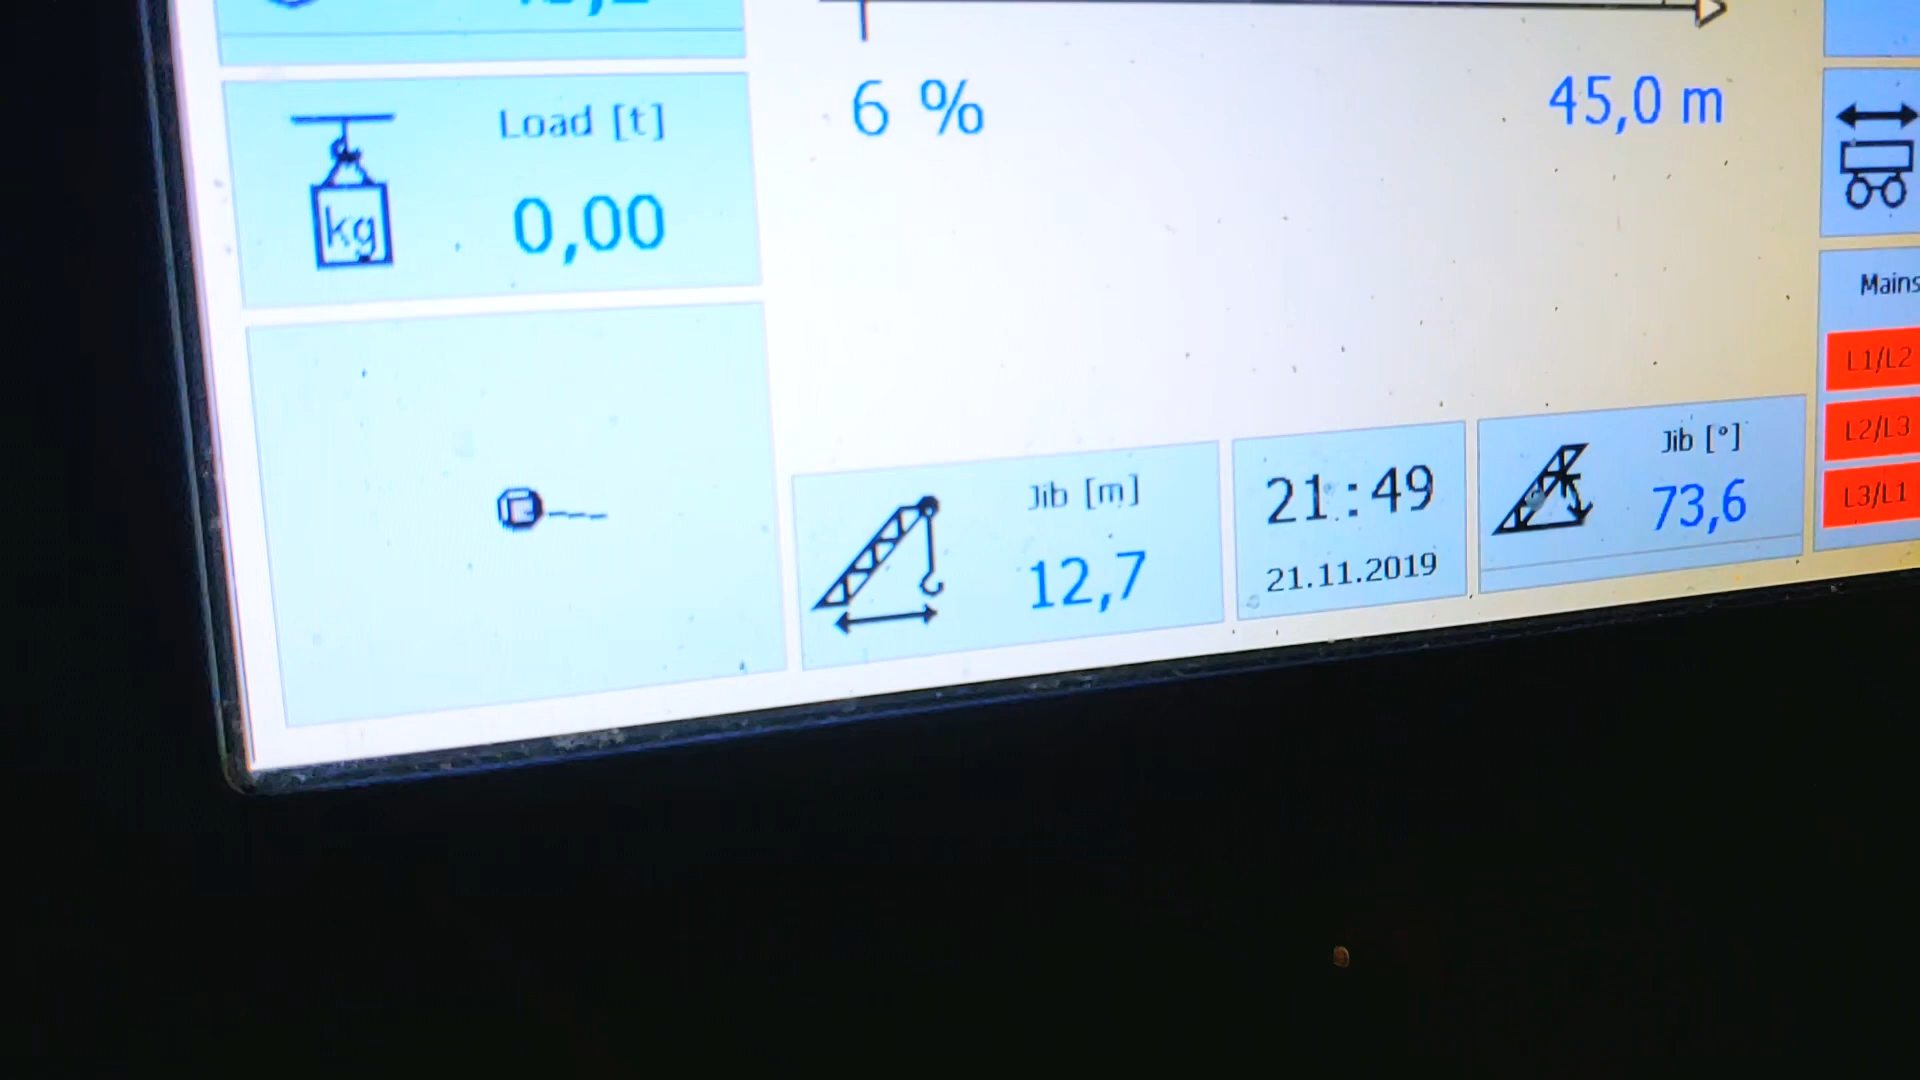 6 %
45,0 m
Load [t]
kg
0,00
Mains
L1/L2
L2/L3
L3/L1
Jib [m]
12,7
21:49
21.11.2019
Jib [°]
73,6